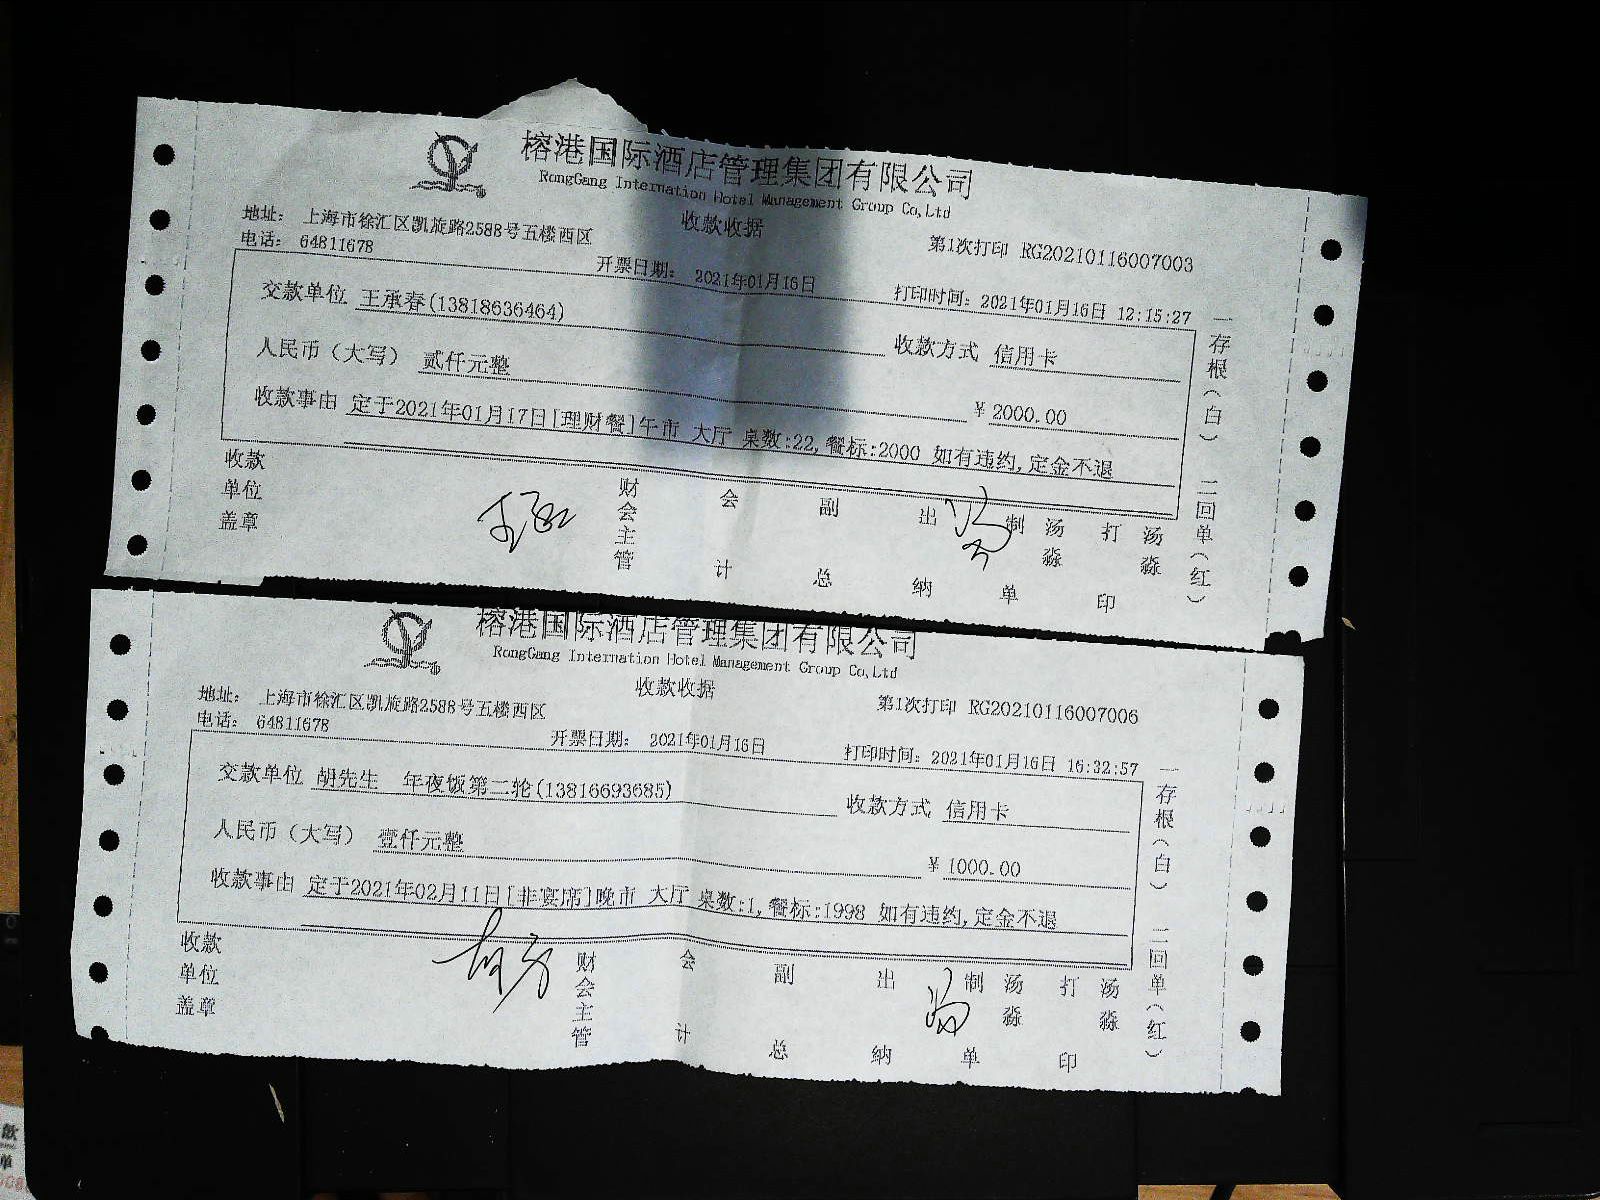 榕港国际酒店管理集团有限公司
RongGang Internation Hotel Management Group Co,Ltd
收款收据
地址： 上海市徐汇区凯旋路2588号五楼西区
第1次打印 RG20210116007003
电话： 64811678
开票日期： 2021年01月16日
打印时间：2021年01月16日 12:15:27
交款单位 王承春(13818636464)
收款方式 信用卡
人民币（大写） 贰仟元整
￥ 2000.00
收款事由 定于2021年01月17日[理财餐]午市 大厅 桌数:22,餐标:2000 如有违约,定金不退
收款单位盖章
财会主管
会计
副总
出纳
制单
汤淼
打印
汤淼
一存根（白） 二回单（红）
榕港国际酒店管理集团有限公司
RongGang Internation Hotel Management Group Co,Ltd
收款收据
地址： 上海市徐汇区凯旋路2588号五楼西区
第1次打印 RG20210116007006
电话： 64811678
开票日期： 2021年01月16日
打印时间：2021年01月16日 16:32:57
交款单位 胡先生 年夜饭第二轮(13816693685)
收款方式 信用卡
人民币（大写） 壹仟元整
￥ 1000.00
收款事由 定于2021年02月11日[非宴席]晚市 大厅 桌数:1,餐标:1998 如有违约,定金不退
收款单位盖章
财会主管
会计
副总
出纳
制单
汤淼
打印
汤淼
一存根（白） 二回单（红）